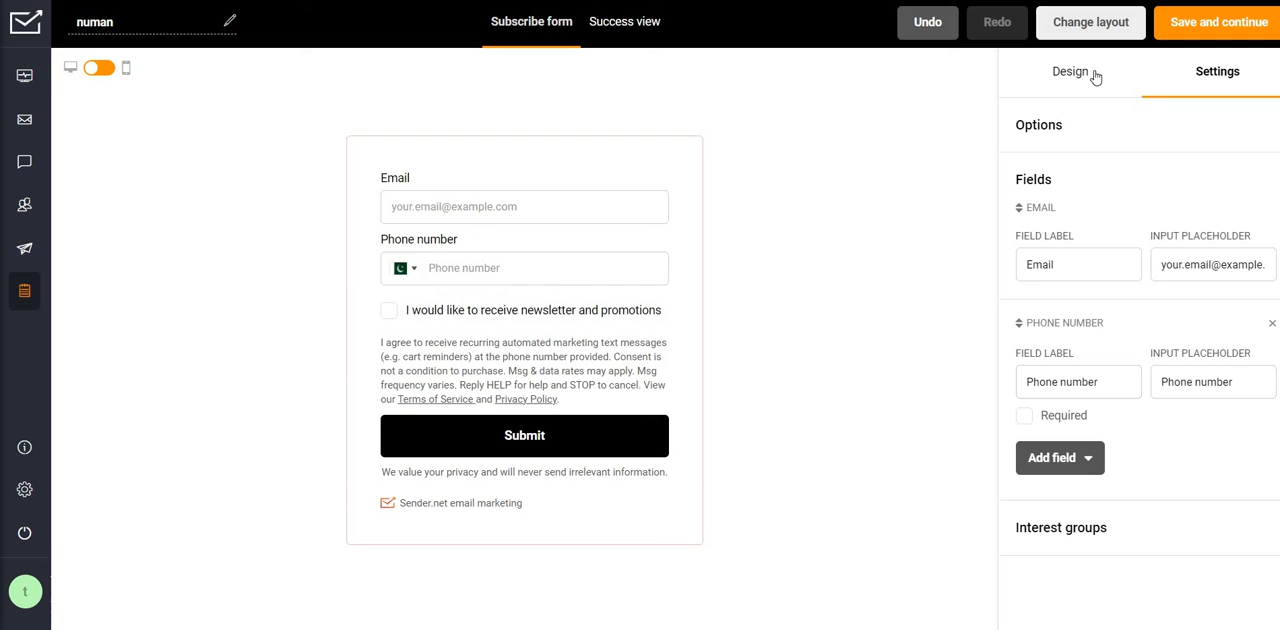 numan
Subscribe form Success view
Undo Redo Change layout Save and continue
Design Settings
Options
Fields
EMAIL
FIELD LABEL INPUT PLACEHOLDER
Email your.email@example.
PHONE NUMBER
FIELD LABEL INPUT PLACEHOLDER
Phone number Phone number
Required
Add field
Interest groups
Email
your.email@example.com
Phone number
Phone number
I would like to receive newsletter and promotions
I agree to receive recurring automated marketing text messages
(e.g. cart reminders) at the phone number provided. Consent is
not a condition to purchase. Msg & data rates may apply. Msg
frequency varies. Reply HELP for help and STOP to cancel. View
our Terms of Service and Privacy Policy.
Submit
We value your privacy and will never send irrelevant information.
Sender.net email marketing
t